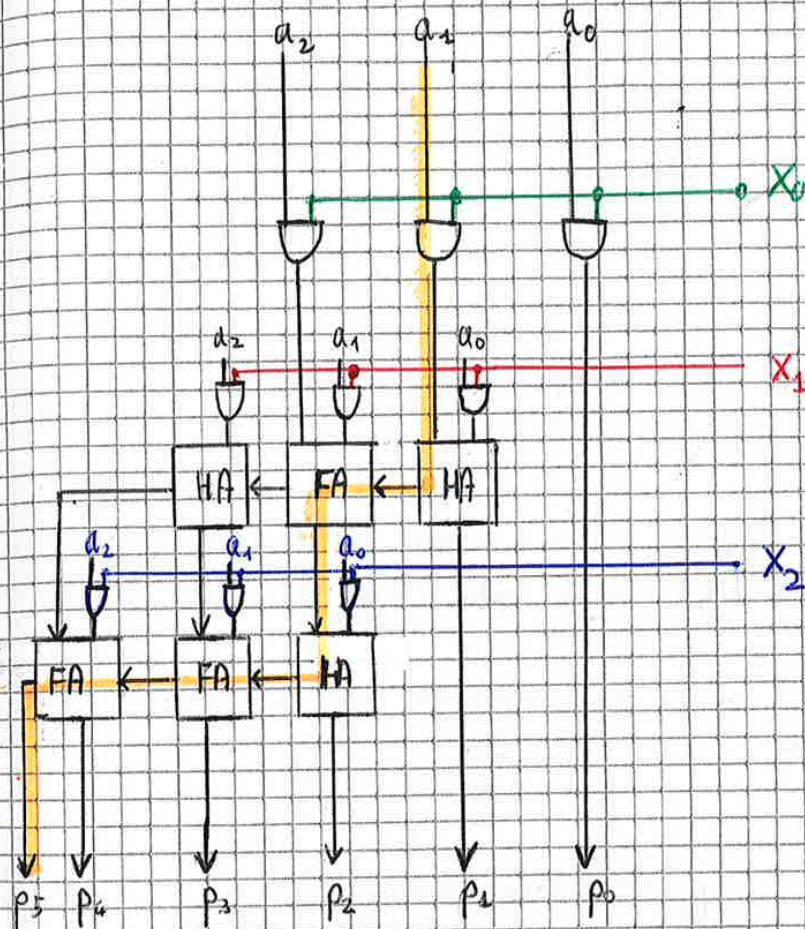 a₂ a₁ a₀
X₀
a₂ a₁ a₀
X₁
HA FA HA
a₂ a₁ a₀
X₂
FA FA HA
p₅ p₄ p₃ p₂ p₁ p₀